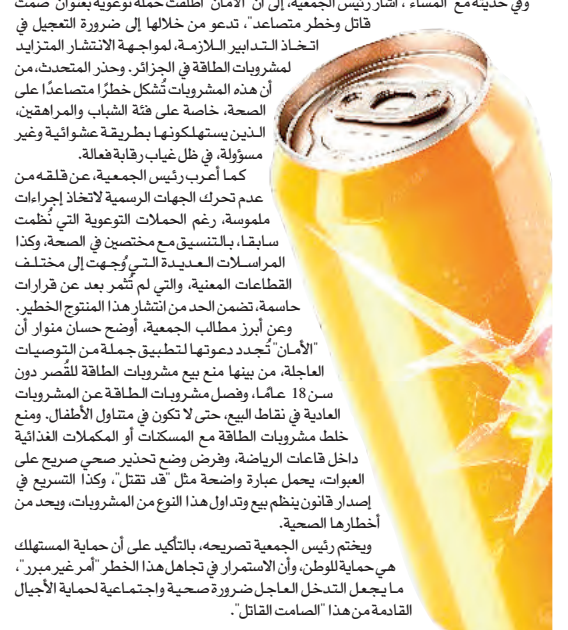 وفي حديثه مع "المساء"، أشار رئيس الجمعية، إلى أن "الأمان" أطلقت حملة توعوية بعنوان "صمت
قاتل وخطر متصاعد"، تدعو من خلالها إلى ضرورة التعجيل في
اتخاذ التدابير اللازمة، لمواجهة الانتشار المتزايد
لمشروبات الطاقة في الجزائر. وحذر المتحدث، من
أن هذه المشروبات تُشكل خطرًا متصاعدًا على
الصحة، خاصة على فئة الشباب والمراهقين،
الذين يستهلكونها بطريقة عشوائية وغير
مسؤولة، في ظل غياب رقابة فعالة.
كما أعرب رئيس الجمعية، عن قلقه من
عدم تحرك الجهات الرسمية لاتخاذ إجراءات
ملموسة، رغم الحملات التوعوية التي نُظمت
سابقا، بالتنسيق مع مختصين في الصحة، وكذا
المراسلات العديدة التي وُجهت إلى مختلف
القطاعات المعنية، والتي لم تُثمر بعد عن قرارات
حاسمة، تضمن الحد من انتشار هذا المنتوج الخطير.
وعن أبرز مطالب الجمعية، أوضح حسان منوار أن
"الأمان" تُجدد دعوتها لتطبيق جملة من التوصيات
العاجلة، من بينها منع بيع مشروبات الطاقة للقُصر دون
سن 18 عامًا، وفصل مشروبات الطاقة عن المشروبات
العادية في نقاط البيع، حتى لا تكون في متناول الأطفال. ومنع
خلط مشروبات الطاقة مع المسكنات أو المكملات الغذائية
داخل قاعات الرياضة، وفرض وضع تحذير صحي صريح على
العبوات، يحمل عبارة واضحة مثل "قد تقتل"، وكذا التسريع في
إصدار قانون ينظم بيع وتداول هذا النوع من المشروبات، ويحد من
أخطارها الصحية.
ويختم رئيس الجمعية تصريحه، بالتأكيد على أن حماية المستهلك
هي حماية للوطن، وأن الاستمرار في تجاهل هذا الخطر "أمر غير مبرر"،
ما يجعل التدخل العاجل ضرورة صحية واجتماعية لحماية الأجيال
القادمة من هذا "الصامت القاتل".